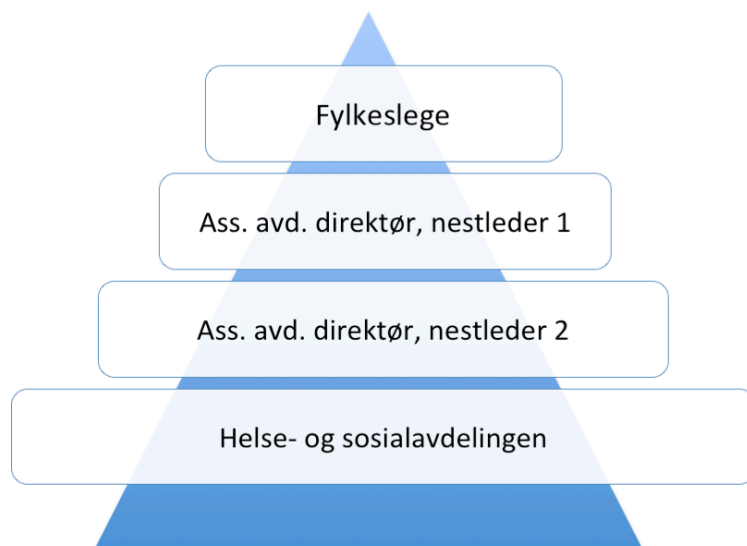 Fylkeslege
Ass. avd. direktør, nestleder 1
Ass. avd. direktør, nestleder 2
Helse- og sosialavdelingen